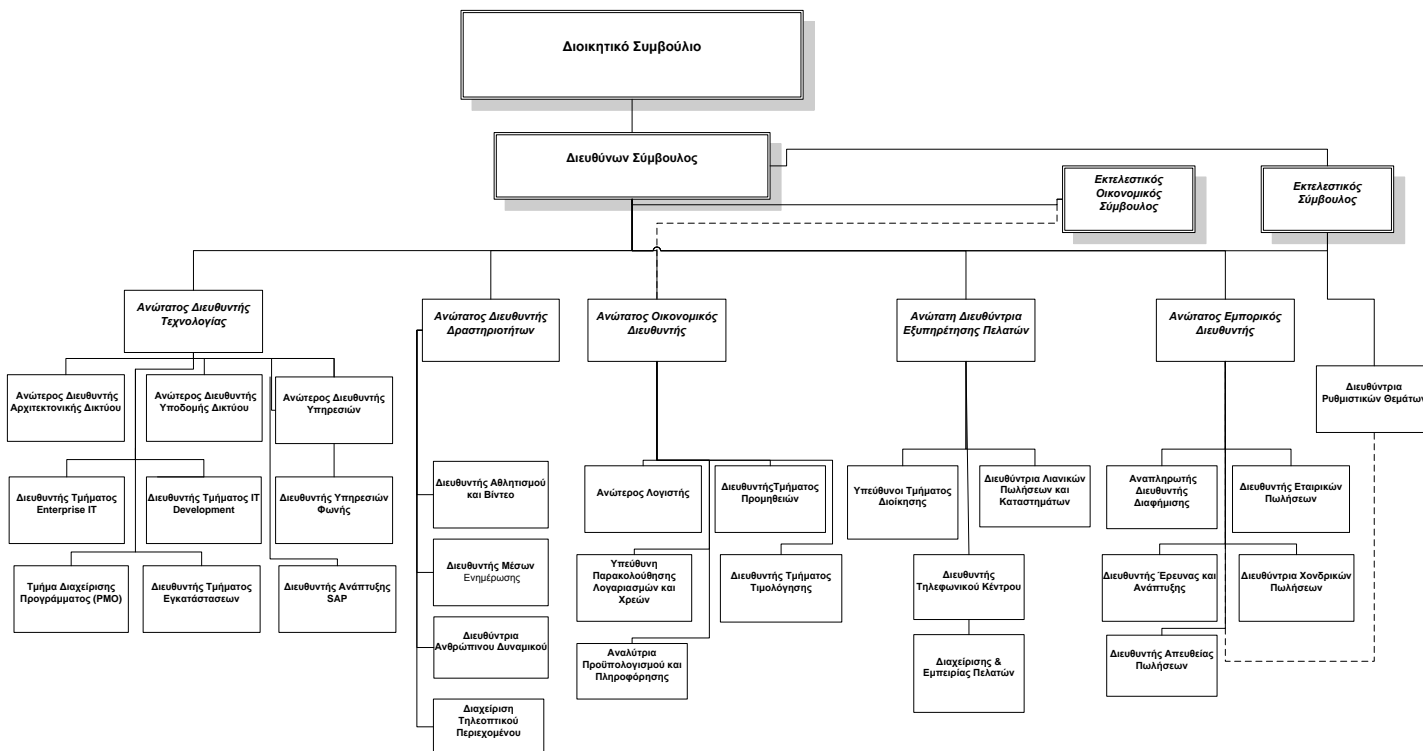 Διοικητικό Συμβούλιο
Διευθύνων Σύμβουλος
Εκτελεστικός
Οικονομικός
Σύμβουλος
Εκτελεστικός
Σύμβουλος
Ανώτατος Διευθυντής
Τεχνολογίας
Ανώτατος Διευθυντής
Δραστηριοτήτων
Ανώτατος Οικονομικός
Διευθυντής
Ανώτατη Διευθύντρια
Εξυπηρέτησης Πελατών
Ανώτατος Εμπορικός
Διευθυντής
Διευθύντρια
Ρυθμιστικών Θεμάτων
Ανώτερος Διευθυντής
Αρχιτεκτονικής Δικτύου
Ανώτερος Διευθυντής
Υποδομής Δικτύου
Ανώτερος Διευθυντής
Υπηρεσιών
Διευθυντής Τμήματος
Enterprise IT
Διευθυντής Τμήματος IT
Development
Διευθυντής Υπηρεσιών
Φωνής
Τμήμα Διαχείρισης
Προγράμματος (PMO)
Διευθυντής Τμήματος
Εγκατάστασεων
Διευθυντής Ανάπτυξης
SAP
Διευθυντής Αθλητισμού
και Βίντεο
Διευθυντής Μέσων
Ενημέρωσης
Διευθύντρια
Ανθρώπινου Δυναμικού
Διαχείριση
Τηλεοπτικού
Περιεχομένου
Ανώτερος Λογιστής
ΔιευθυντήςΤμήματος
Προμηθειών
Υπεύθυνη
Παρακολούθησης
Λογαριασμών και
Χρεών
Διευθυντής Τμήματος
Τιμολόγησης
Αναλύτρια
Προϋπολογισμού και
Πληροφόρησης
Υπεύθυνοι Τμήματος
Διοίκησης
Διευθύντρια Λιανικών
Πωλήσεων και
Καταστημάτων
Διευθυντής
Τηλεφωνικού Κέντρου
Διαχείρισης &
Εμπειρίας Πελατών
Αναπληρωτής
Διευθυντής
Διαφήμισης
Διευθυντής Εταιρικών
Πωλήσεων
Διευθυντής Έρευνας και
Ανάπτυξης
Διευθύντρια Χονδρικών
Πωλήσεων
Διευθυντής Απευθείας
Πωλήσεων